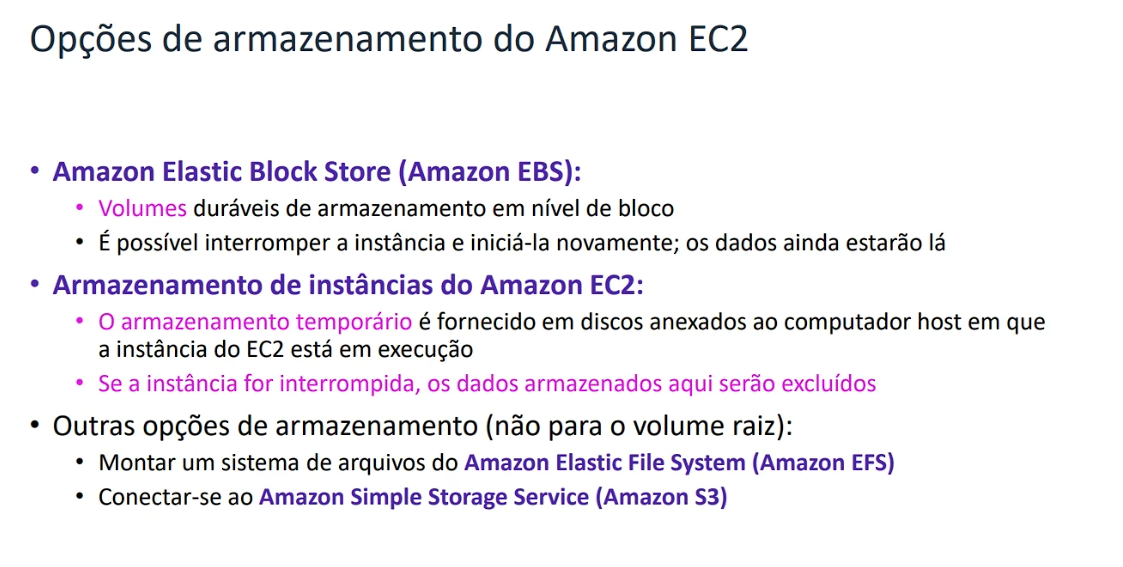 Opções de armazenamento do Amazon EC2
• Amazon Elastic Block Store (Amazon EBS):
• Volumes duráveis de armazenamento em nível de bloco
• É possível interromper a instância e iniciá-la novamente; os dados ainda estarão lá
• Armazenamento de instâncias do Amazon EC2:
• O armazenamento temporário é fornecido em discos anexados ao computador host em que
a instância do EC2 está em execução
• Se a instância for interrompida, os dados armazenados aqui serão excluídos
• Outras opções de armazenamento (não para o volume raiz):
• Montar um sistema de arquivos do Amazon Elastic File System (Amazon EFS)
• Conectar-se ao Amazon Simple Storage Service (Amazon S3)